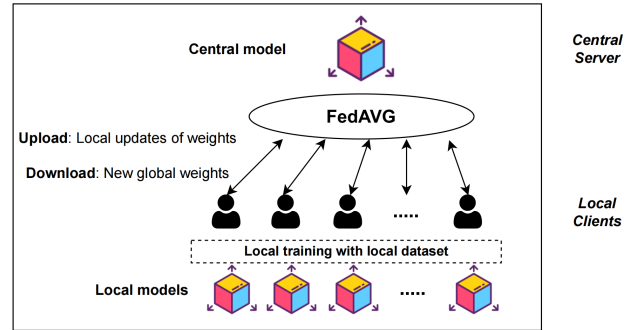 Central model
Central
Server
FedAVG
Upload: Local updates of weights
Download: New global weights
Local
Clients
.....
Local training with local dataset
Local models
.....